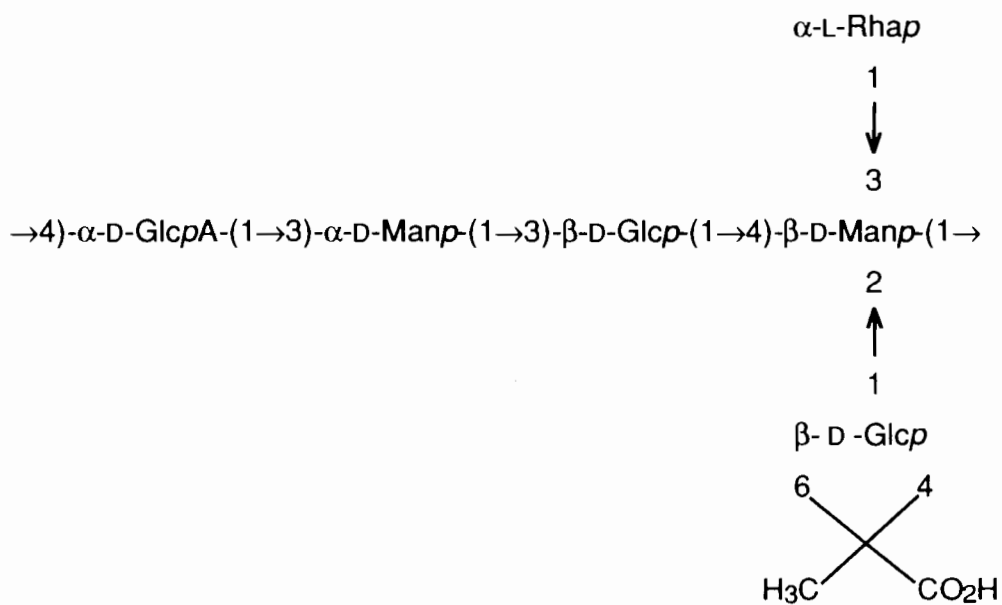 α-L-Rhap
1
3
→4)-α-D-GlcpA-(1→3)-α-D-Manp-(1→3)-β-D-Glcp-(1→4)-β-D-Manp-(1→
2
1
β- D -Glcp
6 4
H3C CO2H